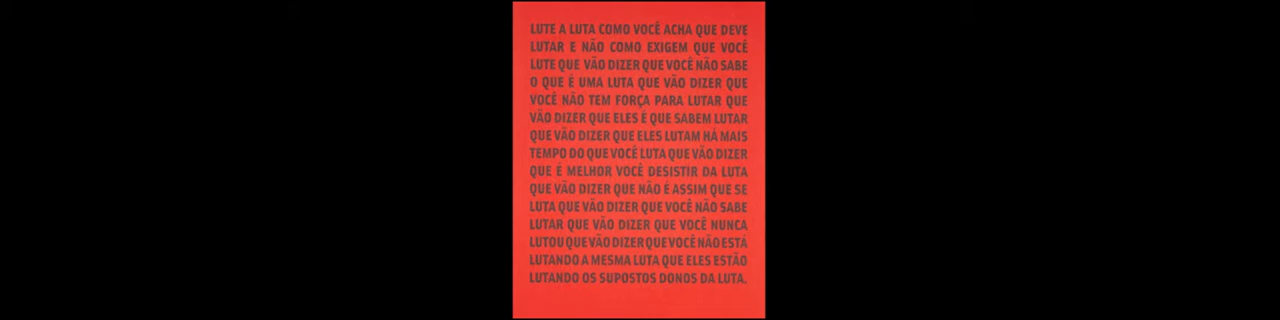 LUTE A LUTA COMO VOCÊ ACHA QUE DEVE
LUTAR E NÃO COMO EXIGEM QUE VOCÊ
LUTE QUE VÃO DIZER QUE VOCÊ NÃO SABE
O QUE É UMA LUTA QUE VÃO DIZER QUE
VOCÊ NÃO TEM FORÇA PARA LUTAR QUE
VÃO DIZER QUE ELES É QUE SABEM LUTAR
QUE VÃO DIZER QUE ELES LUTAM HÁ MAIS
TEMPO DO QUE VOCÊ LUTA QUE VÃO DIZER
QUE É MELHOR VOCÊ DESISTIR DA LUTA
QUE VÃO DIZER QUE NÃO É ASSIM QUE SE
LUTA QUE VÃO DIZER QUE VOCÊ NÃO SABE
LUTAR QUE VÃO DIZER QUE VOCÊ NUNCA
LUTOU QUE VÃO DIZER QUE VOCÊ NÃO ESTÁ
LUTANDO A MESMA LUTA QUE ELES ESTÃO
LUTANDO OS SUPOSTOS DONOS DA LUTA.